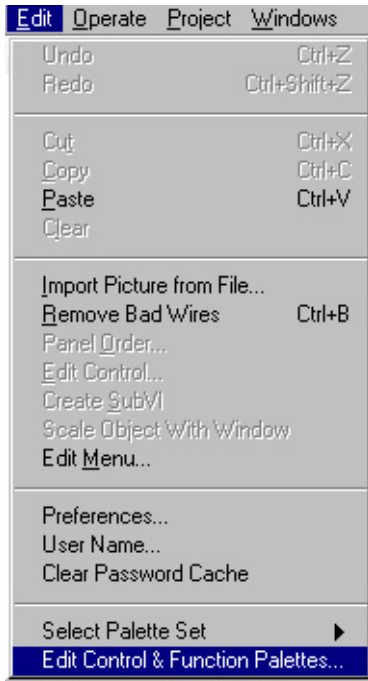 Edit Operate Project Windows
Undo Ctrl+Z
Redo Ctrl+Shift+Z
Cut Ctrl+X
Copy Ctrl+C
Paste Ctrl+V
Clear
Import Picture from File...
Remove Bad Wires Ctrl+B
Panel Order...
Edit Control...
Create SubVI
Scale Object With Window
Edit Menu...
Preferences...
User Name...
Clear Password Cache
Select Palette Set
Edit Control & Function Palettes...